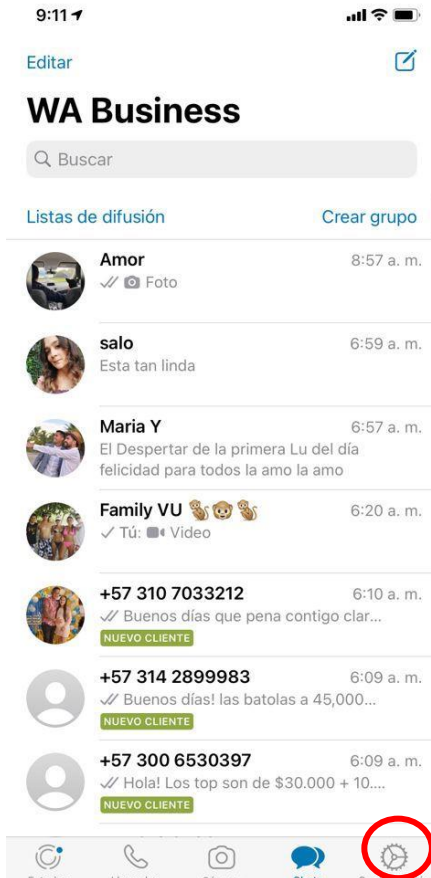 9:11
Editar
WA Business
Buscar
Listas de difusión
Crear grupo
Amor
8:57 a. m.
Foto
salo
6:59 a. m.
Esta tan linda
Maria Y
6:57 a. m.
El Despertar de la primera Lu del día
felicidad para todos la amo la amo
Family VU 🐒🐵🐒
6:20 a. m.
Tú: Video
+57 310 7033212
6:10 a. m.
Buenos días que pena contigo clar...
NUEVO CLIENTE
+57 314 2899983
6:09 a. m.
Buenos días! las batolas a 45,000...
NUEVO CLIENTE
+57 300 6530397
6:09 a. m.
Hola! Los top son de $30.000 + 10....
NUEVO CLIENTE